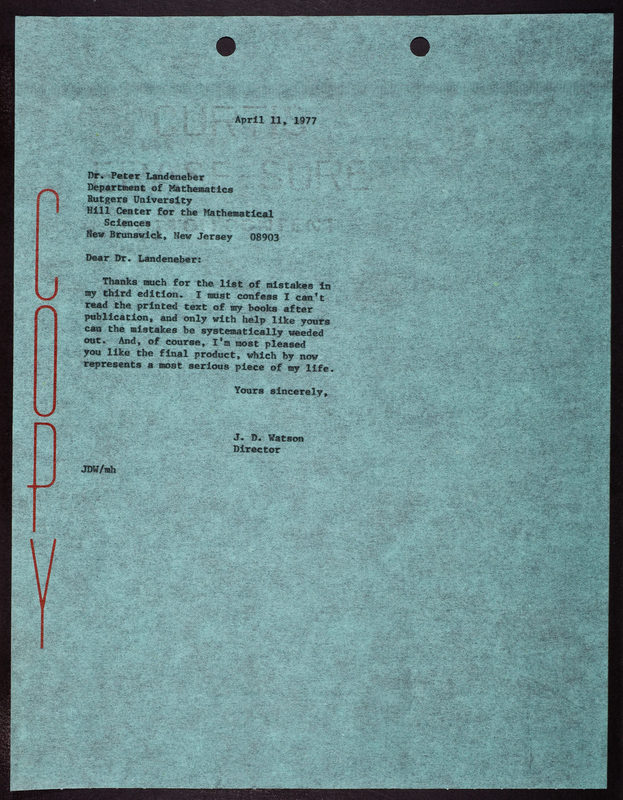 April 11, 1977
Dr. Peter Landeneber
Department of Mathematics
Rutgers University
Hill Center for the Mathematical
Sciences
New Brunswick, New Jersey 08903
Dear Dr. Landeneber:
Thanks much for the list of mistakes in
my third edition. I must confess I can't
read the printed text of my books after
publication, and only with help like yours
can the mistakes be systematically weeded
out. And, of course, I'm most pleased
you like the final product, which by now
represents a most serious piece of my life.
Yours sincerely,
J. D. Watson
Director
JDW/mh
COPY